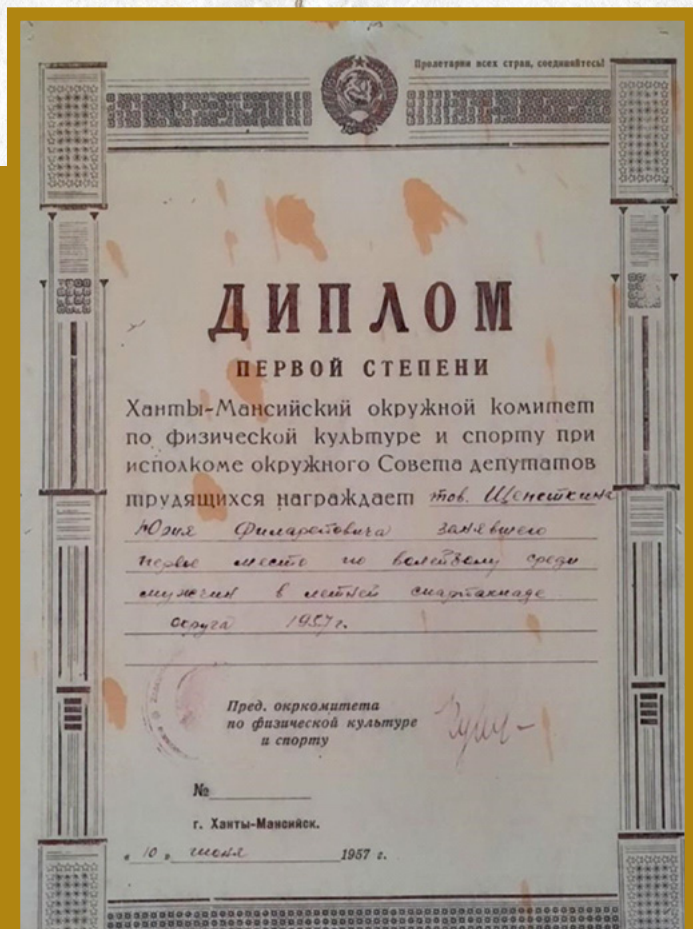 Пролетарии всех стран, соединяйтесь!
ДИПЛОМ
ПЕРВОЙ СТЕПЕНИ
Ханты-Мансийский окружной комитет
по физической культуре и спорту при
исполкоме окружного Совета депутатов
трудящихся награждает тов. Щенёткина
Юрия Филаретовича занявшего
первое место по волейболу среди
мужчин в летней спартакиаде
округа 1957 г.
Пред. окркомитета
по физической культуре
и спорту
№
г. Ханты-Мансийск.
" 10 " июня 1957 г.